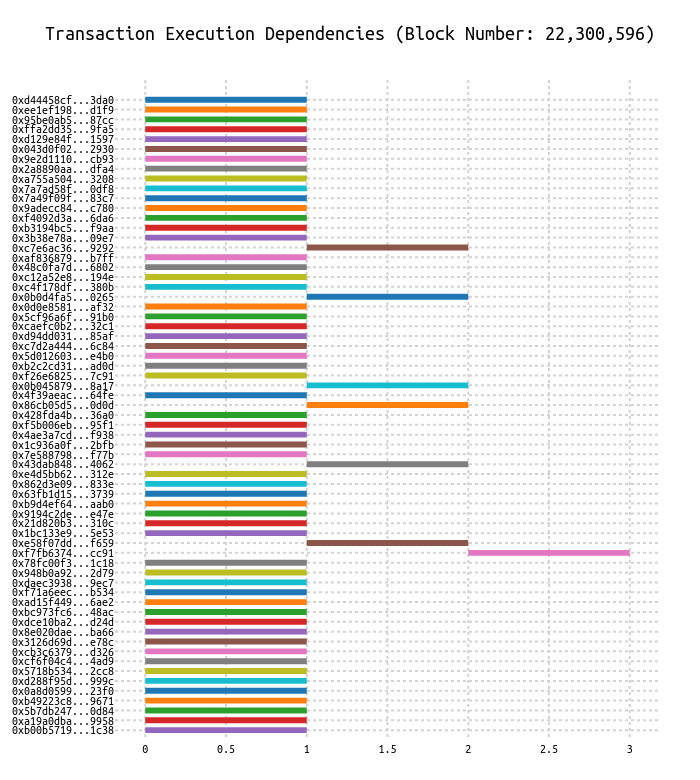 Transaction Execution Dependencies (Block Number: 22,300,596)
0xd44458cf...3da0
0xee1ef198...d1f9
0x95be0ab5...87cc
0xffa2dd35...9fa5
0xd129e84f...1597
0x043d0f02...2930
0x9e2d1110...cb93
0x2a8890aa...dfa4
0xa755a504...3208
0x7a7ad58f...0df8
0x7a49f09f...83c7
0x9adecc84...c780
0xf4092d3a...6da6
0xb3194bc5...f9aa
0x3b38e78a...09e7
0xc7e6ac36...9292
0xaf836879...b7ff
0x48c0fa7d...6802
0xc12a52e8...194e
0xc4f178df...380b
0x0b0d4fa5...0265
0x0d0e8581...af32
0x5cf96a6f...91b0
0xcaefc0b2...32c1
0xd94dd031...85af
0xc7d2a444...6c84
0x5d012603...e4b0
0xb2c2cd31...ad0d
0xf26e6825...7c91
0x0b045879...8a17
0x4f39aeac...64fe
0x86cb05d5...0d0d
0x428fda4b...36a0
0xf5b006eb...95f1
0x4ae3a7cd...f938
0x1c936a0f...2bfb
0x7e588798...f77b
0x43dab848...4062
0xe4d5bb62...312e
0x862d3e09...833e
0x63fb1d15...3739
0xb9d4ef64...aab0
0x9194c2de...e47e
0x21d820b3...310c
0x1bc133e9...5e53
0xe58f07dd...f659
0xf7fb6374...cc91
0x78fc00f3...1c18
0x948b0a92...2d79
0xdaec3938...9ec7
0xf71a6eec...b534
0xad15f449...6ae2
0xbc973fc6...48ac
0xdce10ba2...d24d
0x8e020dae...ba66
0x3126d69d...e78c
0xcb3c6379...d326
0xcf6f04c4...4ad9
0x5718b534...2cc8
0xd288f95d...999c
0x0a8d0599...23f0
0xb49223c8...9671
0x5b7db247...0d84
0xa19a0dba...9958
0xb00b5719...1c38
0 0.5 1 1.5 2 2.5 3